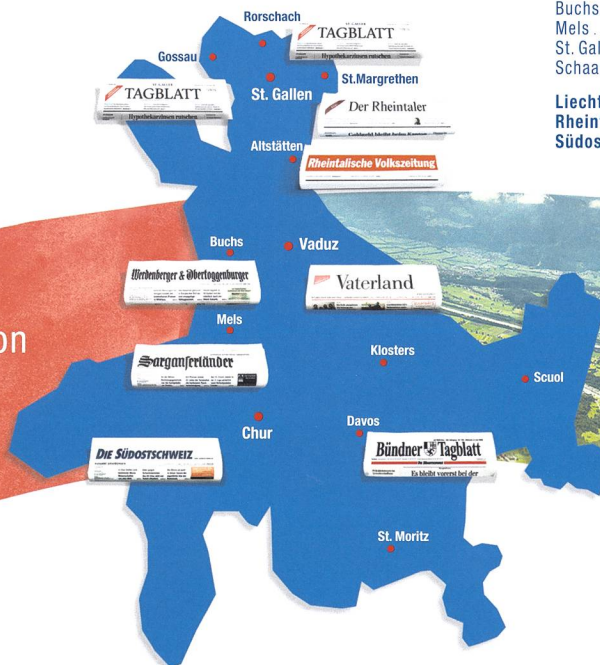 Rorschach
TAGBLATT
Hypothekarzinsen rutschen
Gossau
St.Margrethen
St. Gallen
TAGBLATT
Hypothekarzinsen rutschen
Der Rheintaler
Altstätten
Rheintalische Volkszeitung
Buchs
Mels .
St. Gal
Schaa
Liecht
Rhein
Südos
Buchs
Vaduz
Werdenberger & Obertoggenburger
Vaterland
Mels
on
Sarganserländer
Klosters
Scuol
Chur
Davos
DIE SÜDOSTSCHWEIZ
Bündner Tagblatt
Es bleibt vorerst bei der
St. Moritz